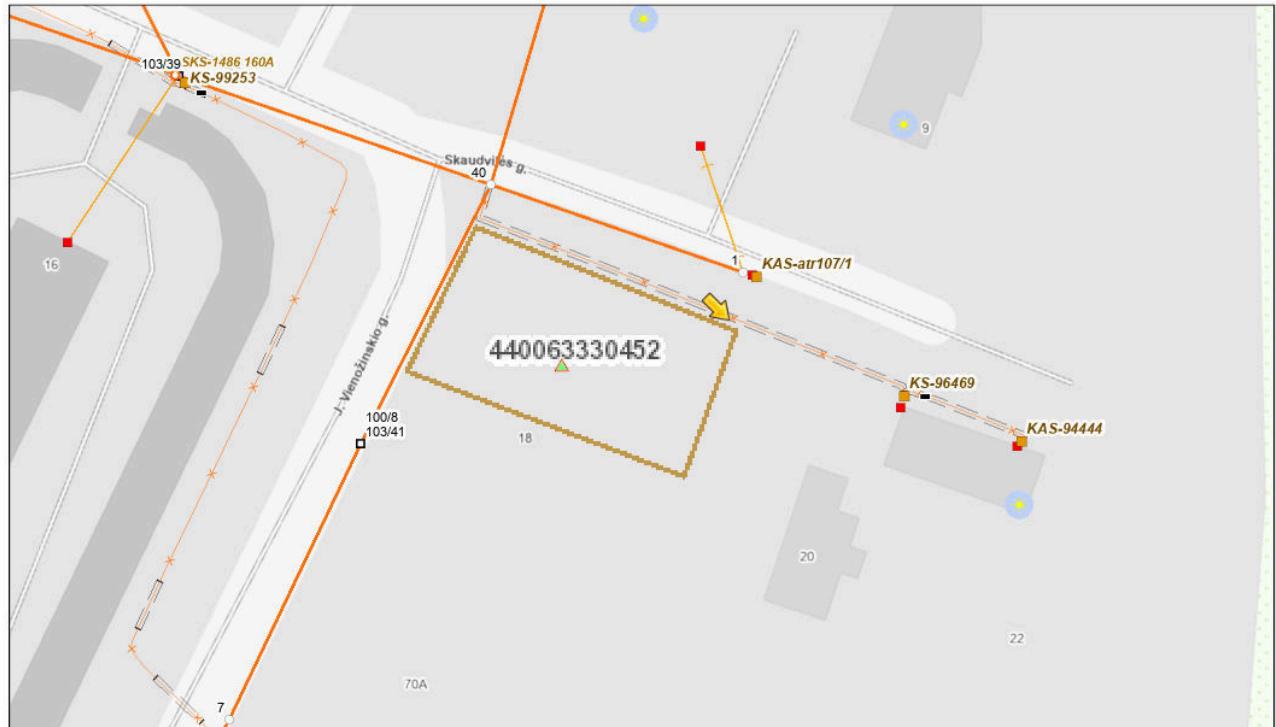 103/39
SKS-1486 160A
KS-99253
9
Skaudvilės g.
40
16
1
KAS-atr107/1
440063330452
J. Vienožinskio g.
KS-96469
100/8
103/41
18
KAS-94444
20
22
70A
7